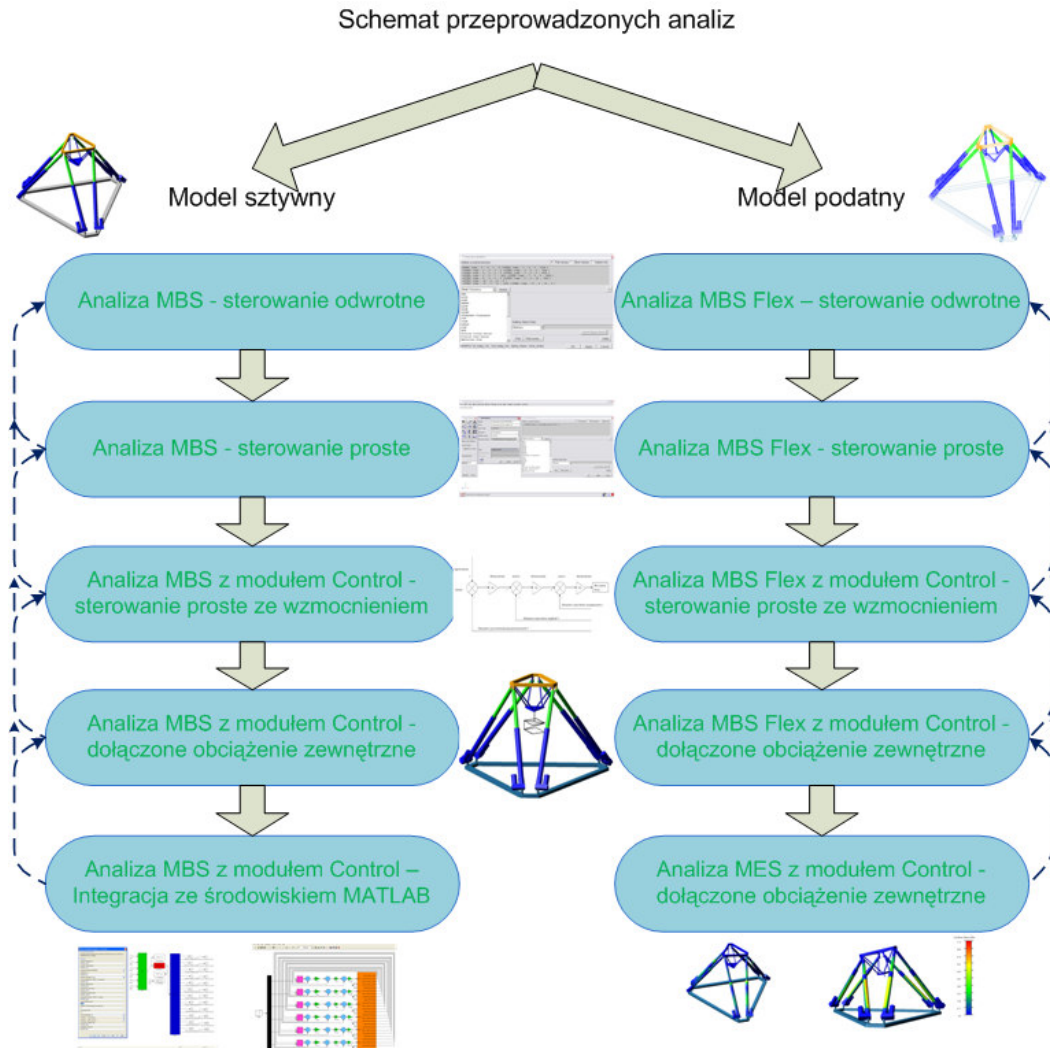 Schemat przeprowadzonych analiz
Model sztywny
Model podatny
Analiza MBS - sterowanie odwrotne
Analiza MBS Flex – sterowanie odwrotne
Analiza MBS - sterowanie proste
Analiza MBS Flex - sterowanie proste
Analiza MBS z modułem Control -
sterowanie proste ze wzmocnieniem
Analiza MBS Flex z modułem Control -
sterowanie proste ze wzmocnieniem
Analiza MBS z modułem Control -
dołączone obciążenie zewnętrzne
Analiza MBS Flex z modułem Control -
dołączone obciążenie zewnętrzne
Analiza MBS z modułem Control –
Integracja ze środowiskiem MATLAB
Analiza MES z modułem Control -
dołączone obciążenie zewnętrzne